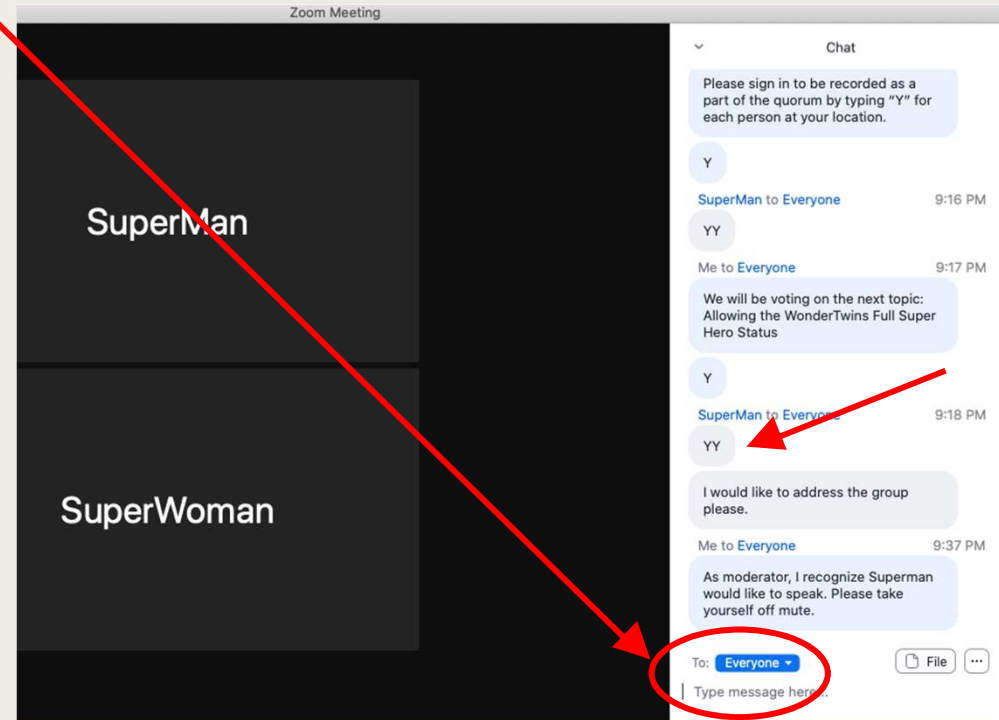 Zoom Meeting
SuperMan
SuperWoman
Chat
Please sign in to be recorded as a
part of the quorum by typing "Y" for
each person at your location.
Y
SuperMan to Everyone 9:16 PM
YY
Me to Everyone 9:17 PM
We will be voting on the next topic:
Allowing the WonderTwins Full Super
Hero Status
Y
SuperMan to Everyone 9:18 PM
YY
I would like to address the group
please.
Me to Everyone 9:37 PM
As moderator, I recognize Superman
would like to speak. Please take
yourself off mute.
To: Everyone File ...
Type message here...